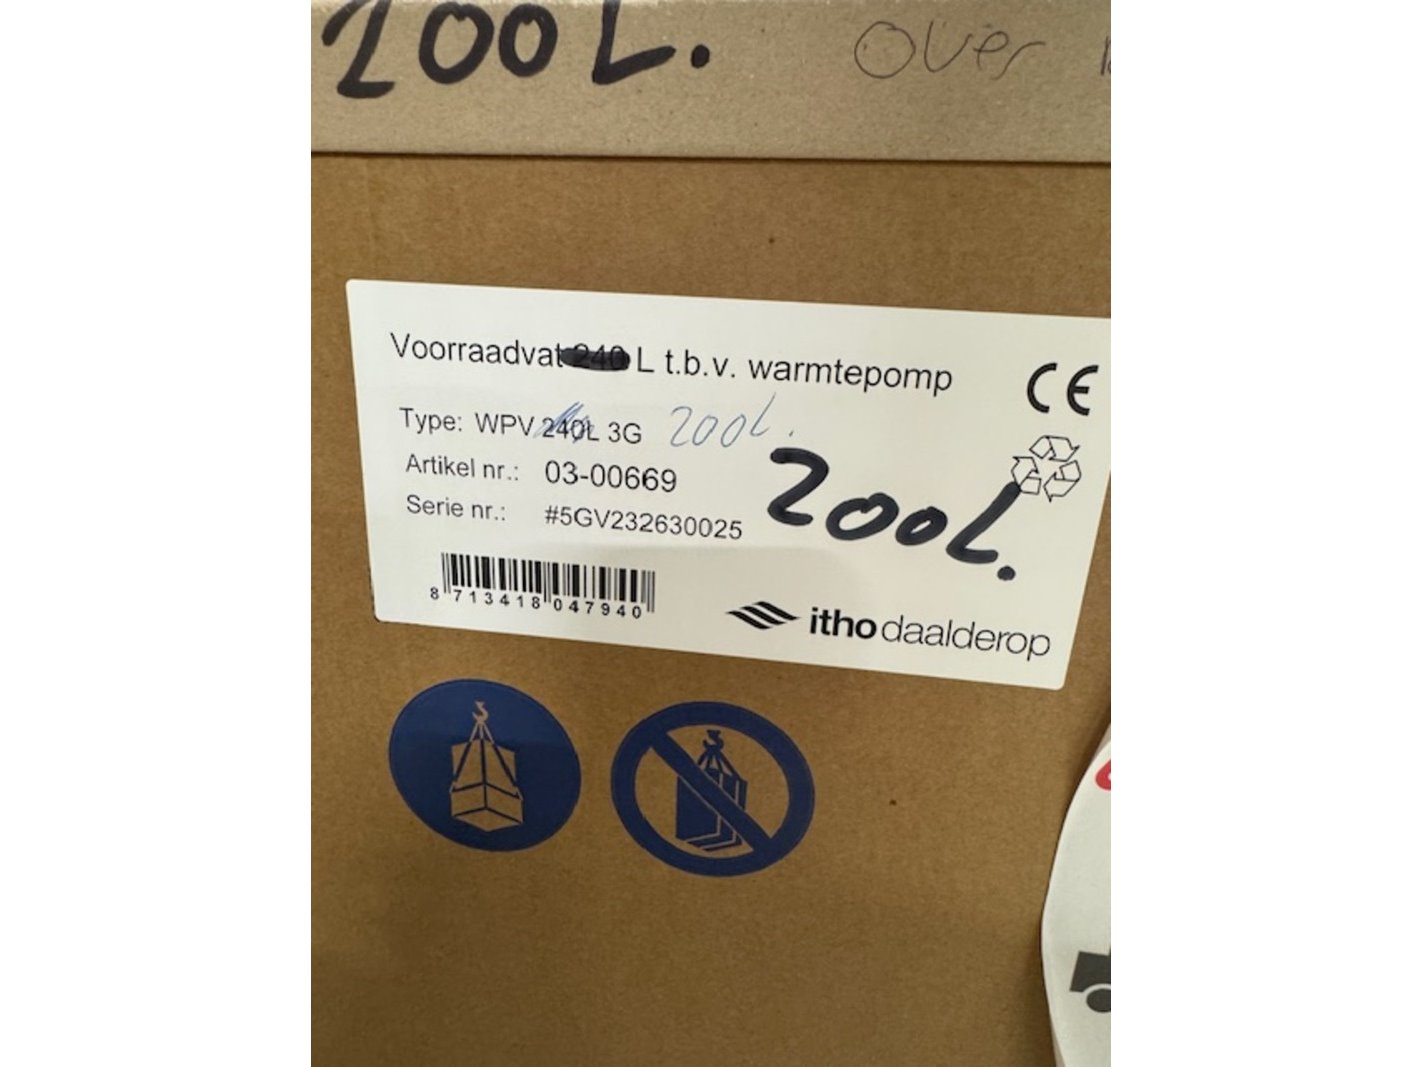 200L.
Over
Voorraadvat 240 L t.b.v. warmtepomp
CE
Type: WPV 240L 3G 200L.
Artikel nr.: 03-00669
Serie nr.: #5GV232630025
200L.
8 713418 047940
itho daalderop